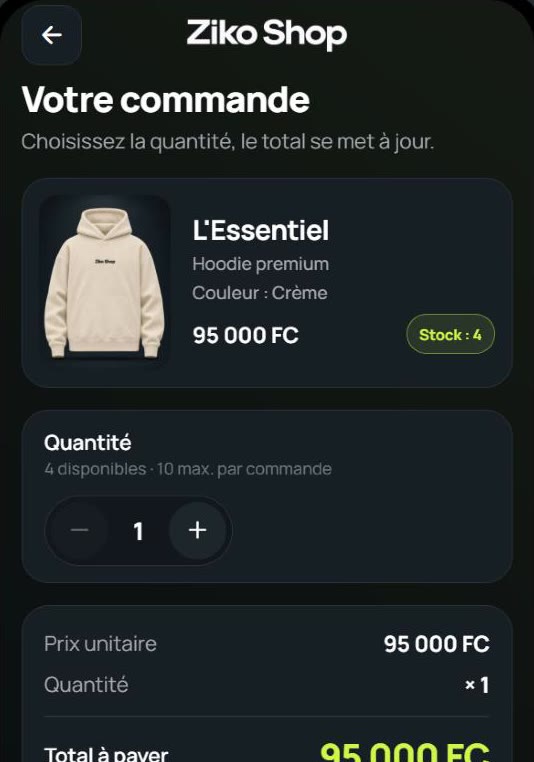 Ziko Shop
Votre commande
Choisissez la quantité, le total se met à jour.
Ziko Shop
L'Essentiel
Hoodie premium
Couleur : Crème
95 000 FC
Stock : 4
Quantité
4 disponibles · 10 max. par commande
− 1 +
Prix unitaire 95 000 FC
Quantité × 1
Total à payer 95 000 FC